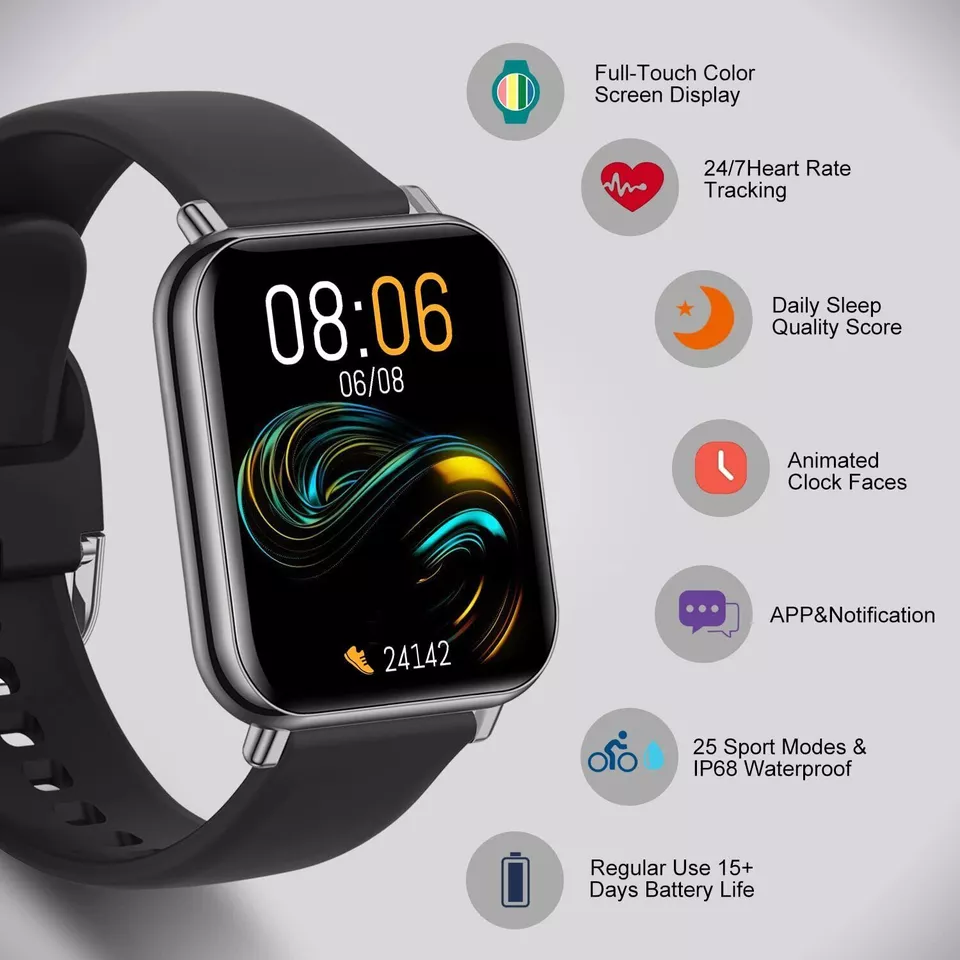 08:06
06/08
24142
Full-Touch Color
Screen Display
24/7Heart Rate
Tracking
Daily Sleep
Quality Score
Animated
Clock Faces
APP&Notification
25 Sport Modes &
IP68 Waterproof
Regular Use 15+
Days Battery Life